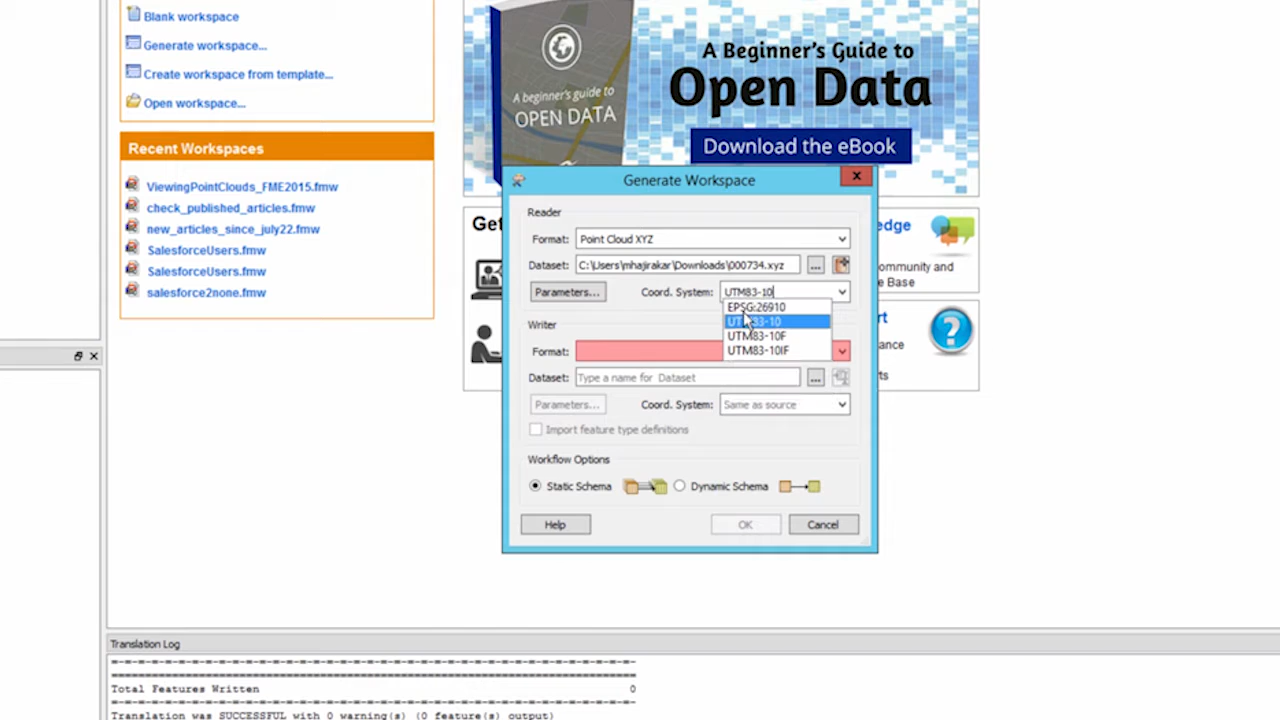 Blank workspace
Generate workspace...
Create workspace from template...
Open workspace...
Recent Workspaces
ViewingPointClouds_FME2015.fmw
check_published_articles.fmw
new_articles_since_july22.fmw
SalesforceUsers.fmw
SalesforceUsers.fmw
salesforce2none.fmw
A beginner's guide to
OPEN DATA
A Beginner's Guide to
Open Data
Download the eBook
Get
edge
ommunity and
e Base
rt
ance
rts
Generate Workspace
Reader
Format: Point Cloud XYZ
Dataset: C:\Users\mhajirakar\Downloads\000734.xyz ...
Parameters... Coord. System: UTM83-10
EPSG:26910
UTM83-10
UTM83-10F
UTM83-10IF
Writer
Format:
Dataset: Type a name for Dataset ...
Parameters... Coord. System: Same as source
Import feature type definitions
Workflow Options
Static Schema Dynamic Schema
Help OK Cancel
Translation Log
=-=-=-=-=-=-=-=-=-=-=-=-=-=-=-=-=-=-=-=-=-=-=-=-=-=-=-=-=-=-=-=-=-=-=-=-=-=-
==============================================================================
Total Features Written 0
=-=-=-=-=-=-=-=-=-=-=-=-=-=-=-=-=-=-=-=-=-=-=-=-=-=-=-=-=-=-=-=-=-=-=-=-=-=-
Translation was SUCCESSFUL with 0 warning(s) (0 feature(s) output)